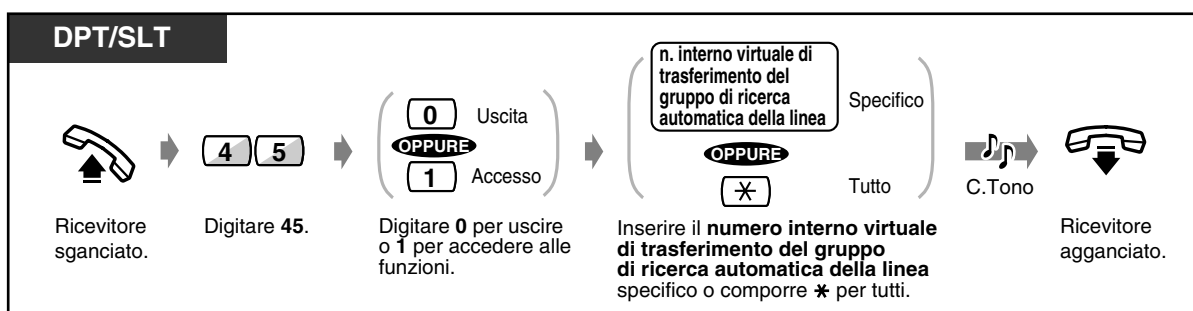 DPT/SLT
Ricevitore
sganciato.
4 5
Digitare 45.
0 Uscita
OPPURE
1 Accesso
Digitare 0 per uscire
o 1 per accedere alle
funzioni.
n. interno virtuale di
trasferimento del
gruppo di ricerca
automatica della linea
Specifico
OPPURE
* Tutto
Inserire il numero interno virtuale
di trasferimento del gruppo
di ricerca automatica della linea
specifico o comporre * per tutti.
C.Tono
Ricevitore
agganciato.